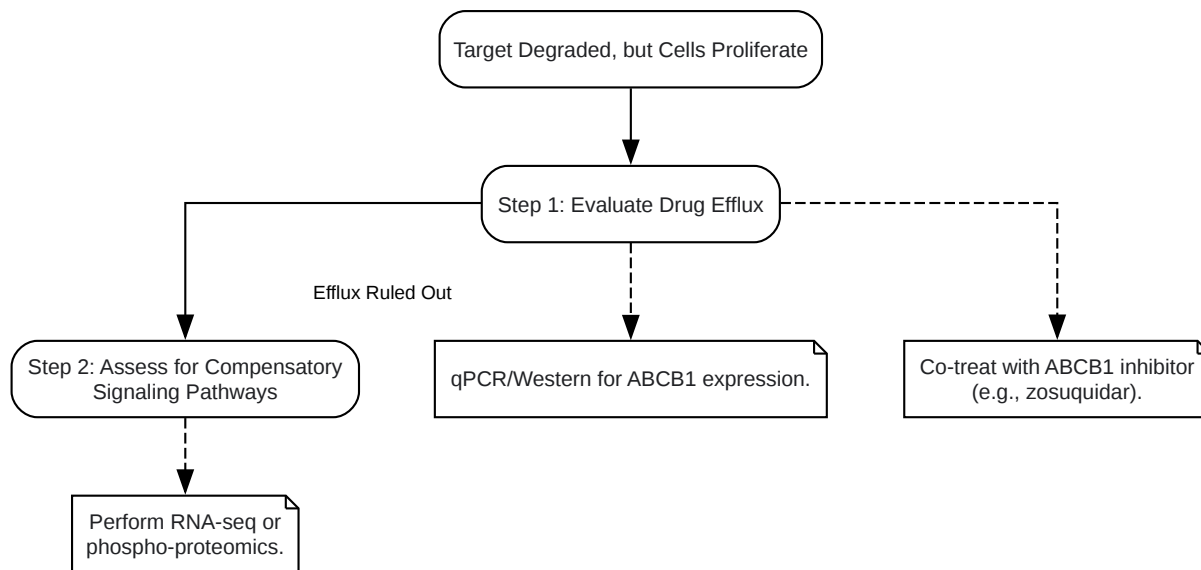 Target Degraded, but Cells Proliferate
Step 1: Evaluate Drug Efflux
Efflux Ruled Out
Step 2: Assess for Compensatory
Signaling Pathways
qPCR/Western for ABCB1 expression.
Co-treat with ABCB1 inhibitor
(e.g., zosuquidar).
Perform RNA-seq or
phospho-proteomics.